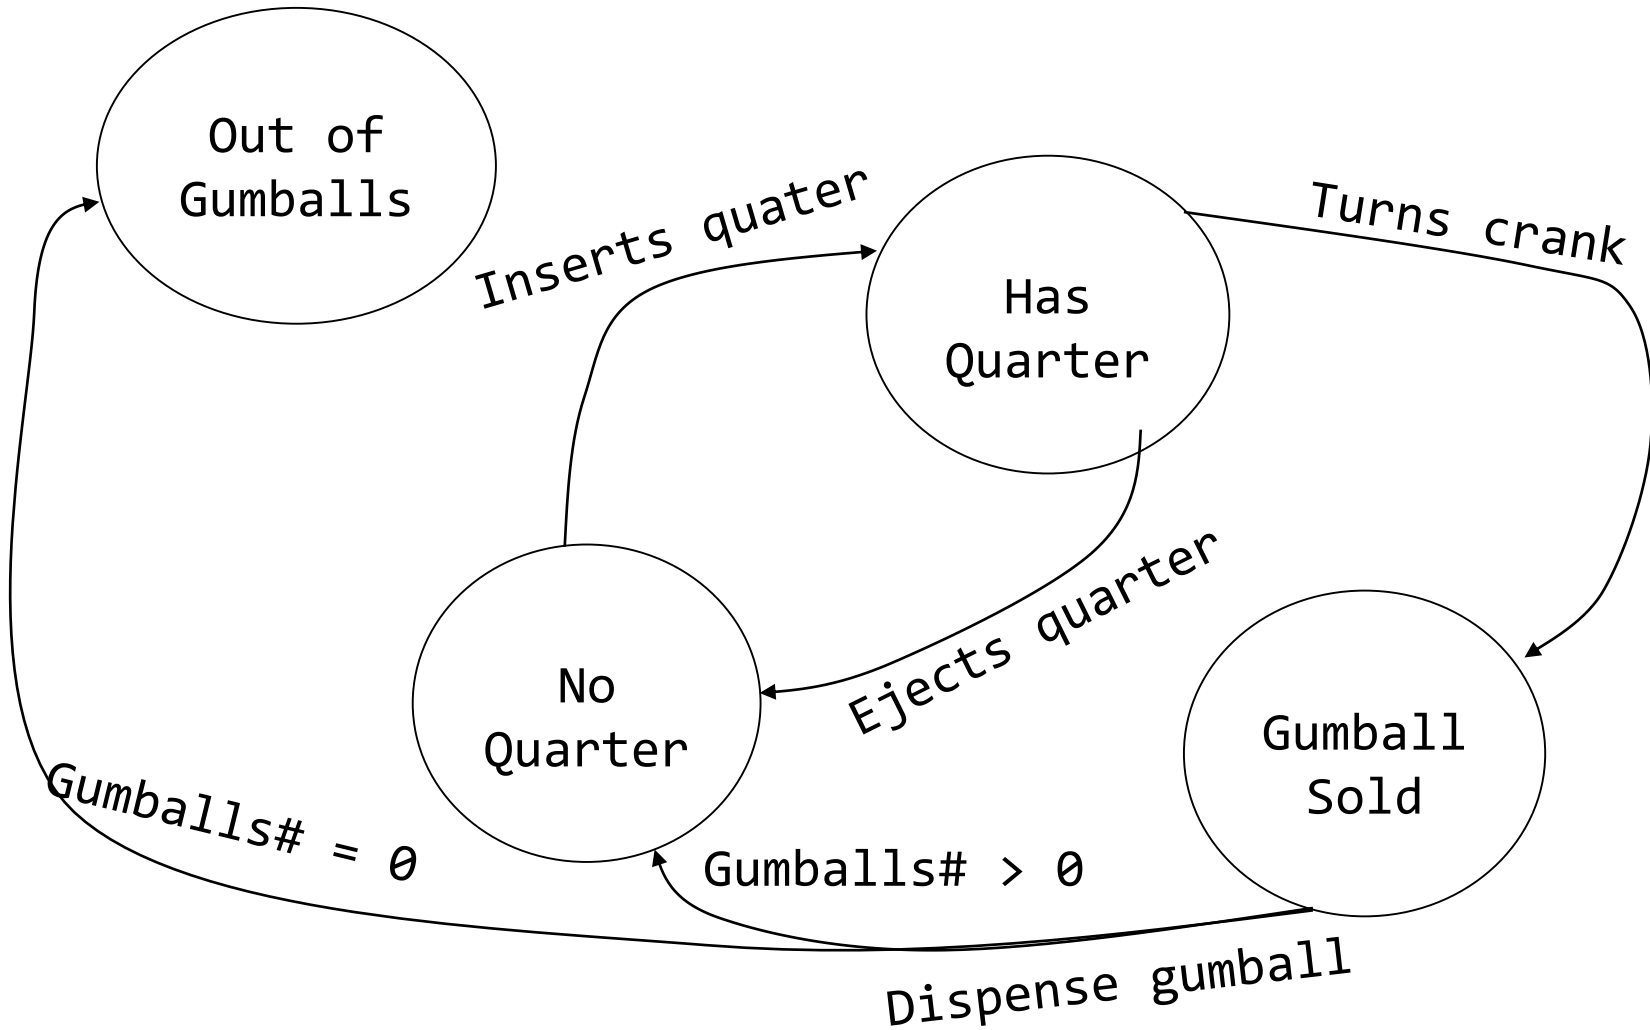 Out of
Gumballs
Inserts quater
Has
Quarter
Turns crank
Ejects quarter
No
Quarter
Gumball
Sold
Gumballs# = 0
Gumballs# > 0
Dispense gumball